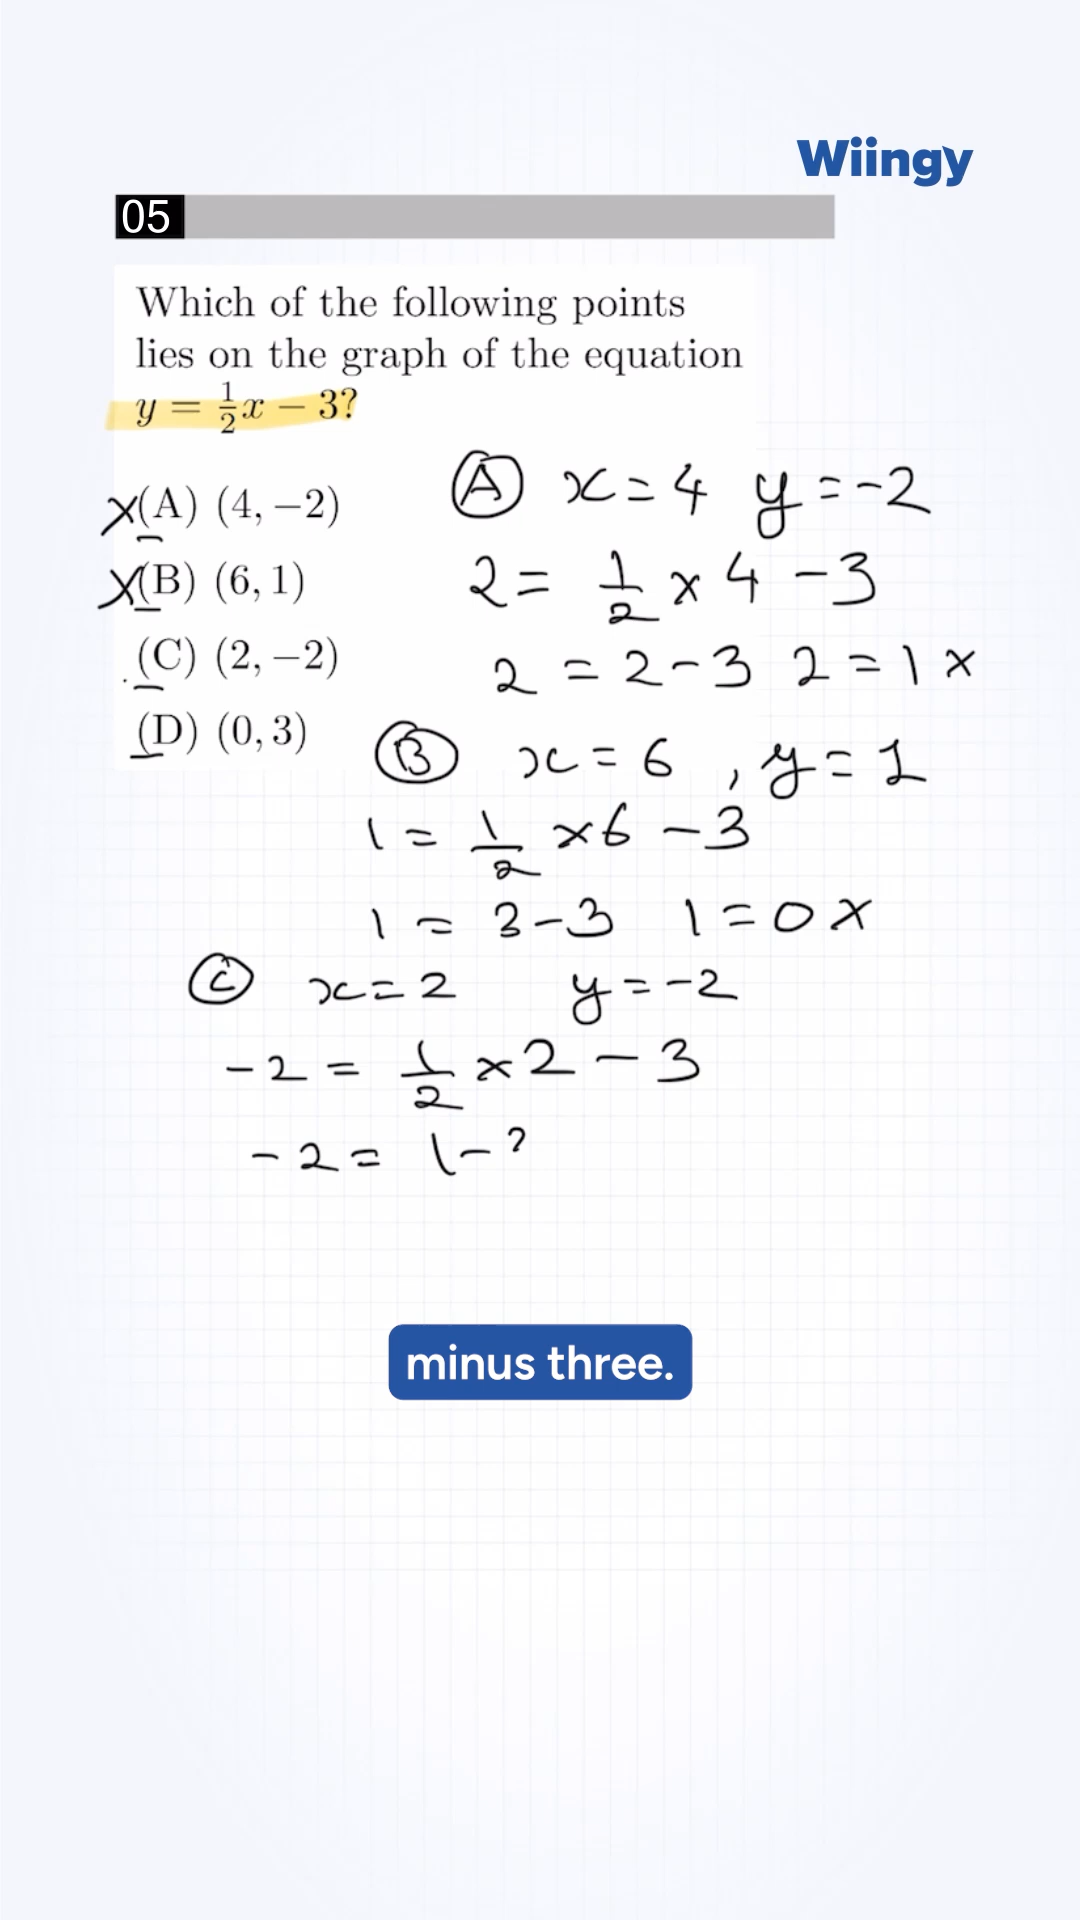 Wiingy
05
Which of the following points
lies on the graph of the equation
y = 1/2 x − 3?
x(A) (4, −2)
x(B) (6, 1)
(C) (2, −2)
(D) (0, 3)
A x = 4 y = -2
2 = 1/2 x 4 - 3
2 = 2 - 3 2 = 1 x
B x = 6 , y = 1
1 = 1/2 x 6 - 3
1 = 3 - 3 1 = 0 x
C x = 2 y = -2
-2 = 1/2 x 2 - 3
-2 = 1 -
minus three.